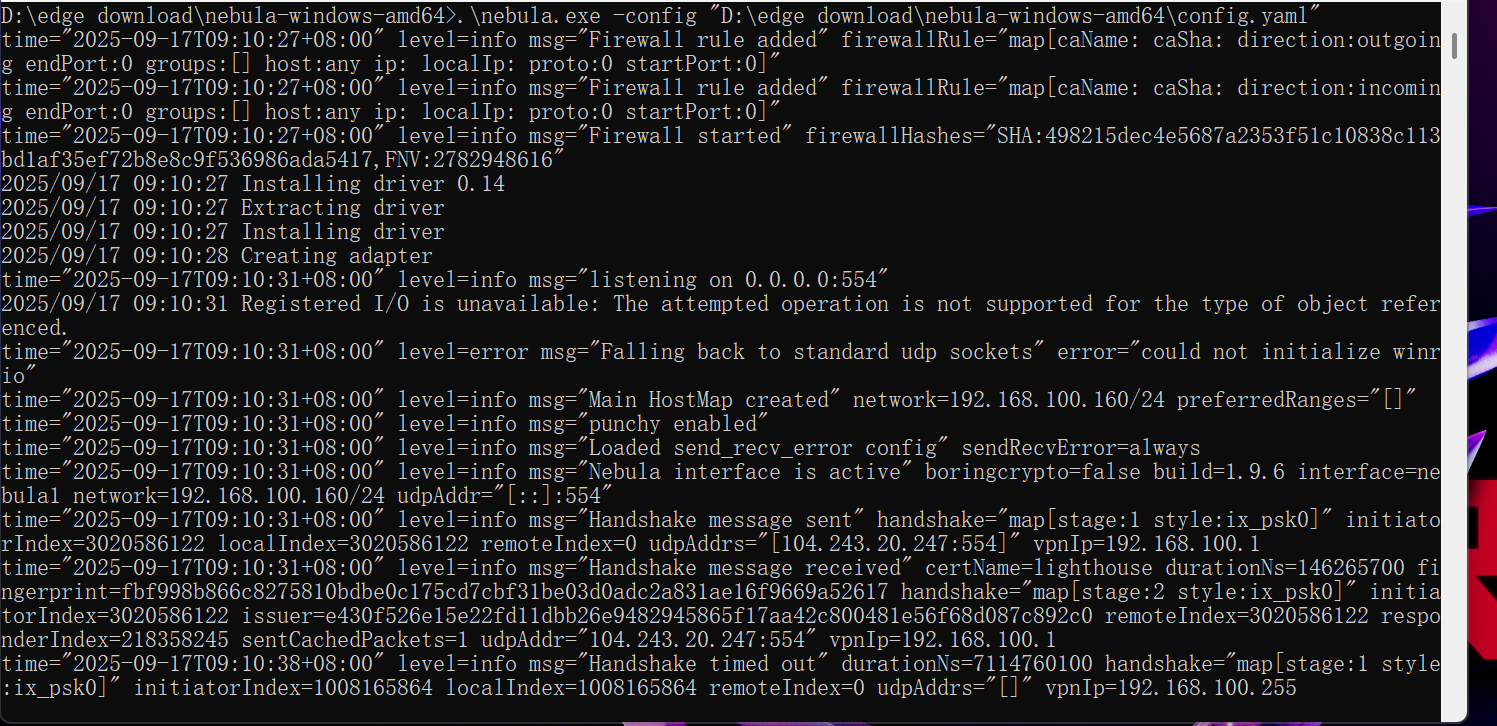 D:\edge download\nebula-windows-amd64>.\nebula.exe -config "D:\edge download\nebula-windows-amd64\config.yaml"
time="2025-09-17T09:10:27+08:00" level=info msg="Firewall rule added" firewallRule="map[caName: caSha: direction:outgoin
g endPort:0 groups:[] host:any ip: localIp: proto:0 startPort:0]"
time="2025-09-17T09:10:27+08:00" level=info msg="Firewall rule added" firewallRule="map[caName: caSha: direction:incomin
g endPort:0 groups:[] host:any ip: localIp: proto:0 startPort:0]"
time="2025-09-17T09:10:27+08:00" level=info msg="Firewall started" firewallHashes="SHA:498215dec4e5687a2353f51c10838c113
bd1af35ef72b8e8c9f536986ada5417,FNV:2782948616"
2025/09/17 09:10:27 Installing driver 0.14
2025/09/17 09:10:27 Extracting driver
2025/09/17 09:10:27 Installing driver
2025/09/17 09:10:28 Creating adapter
time="2025-09-17T09:10:31+08:00" level=info msg="listening on 0.0.0.0:554"
2025/09/17 09:10:31 Registered I/O is unavailable: The attempted operation is not supported for the type of object refer
enced.
time="2025-09-17T09:10:31+08:00" level=error msg="Falling back to standard udp sockets" error="could not initialize winr
io"
time="2025-09-17T09:10:31+08:00" level=info msg="Main HostMap created" network=192.168.100.160/24 preferredRanges="[]"
time="2025-09-17T09:10:31+08:00" level=info msg="punchy enabled"
time="2025-09-17T09:10:31+08:00" level=info msg="Loaded send_recv_error config" sendRecvError=always
time="2025-09-17T09:10:31+08:00" level=info msg="Nebula interface is active" boringcrypto=false build=1.9.6 interface=ne
bula1 network=192.168.100.160/24 udpAddr="[::]:554"
time="2025-09-17T09:10:31+08:00" level=info msg="Handshake message sent" handshake="map[stage:1 style:ix_psk0]" initiato
rIndex=3020586122 localIndex=3020586122 remoteIndex=0 udpAddrs="[104.243.20.247:554]" vpnIp=192.168.100.1
time="2025-09-17T09:10:31+08:00" level=info msg="Handshake message received" certName=lighthouse durationNs=146265700 fi
ngerprint=fbf998b866c8275810bdbe0c175cd7cbf31be03d0adc2a831ae16f9669a52617 handshake="map[stage:2 style:ix_psk0]" initia
torIndex=3020586122 issuer=e430f526e15e22fd11dbb26e9482945865f17aa42c800481e56f68d087c892c0 remoteIndex=3020586122 respo
nderIndex=218358245 sentCachedPackets=1 udpAddr="104.243.20.247:554" vpnIp=192.168.100.1
time="2025-09-17T09:10:38+08:00" level=info msg="Handshake timed out" durationNs=7114760100 handshake="map[stage:1 style
:ix_psk0]" initiatorIndex=1008165864 localIndex=1008165864 remoteIndex=0 udpAddrs="[]" vpnIp=192.168.100.255